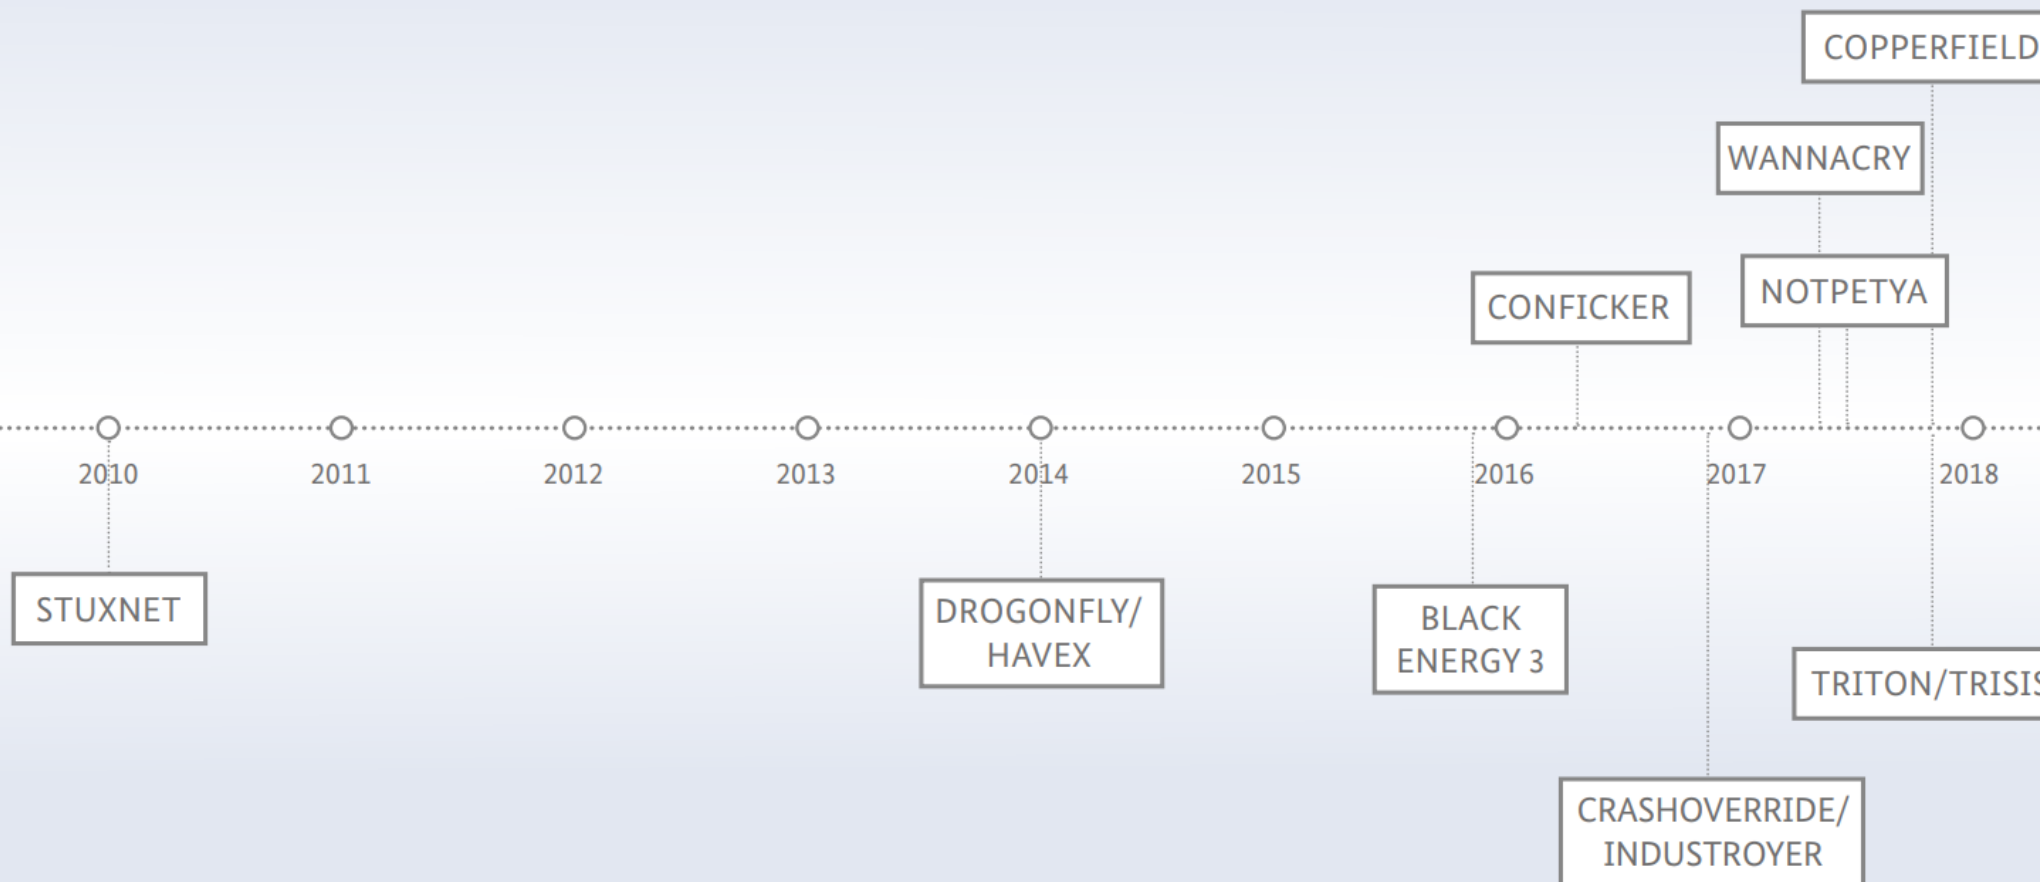 COPPERFIELD
WANNACRY
NOTPETYA
CONFICKER
2010 2011 2012 2013 2014 2015 2016 2017 2018
STUXNET
DROGONFLY/
HAVEX
BLACK
ENERGY 3
TRITON/TRISIS
CRASHOVERRIDE/
INDUSTROYER